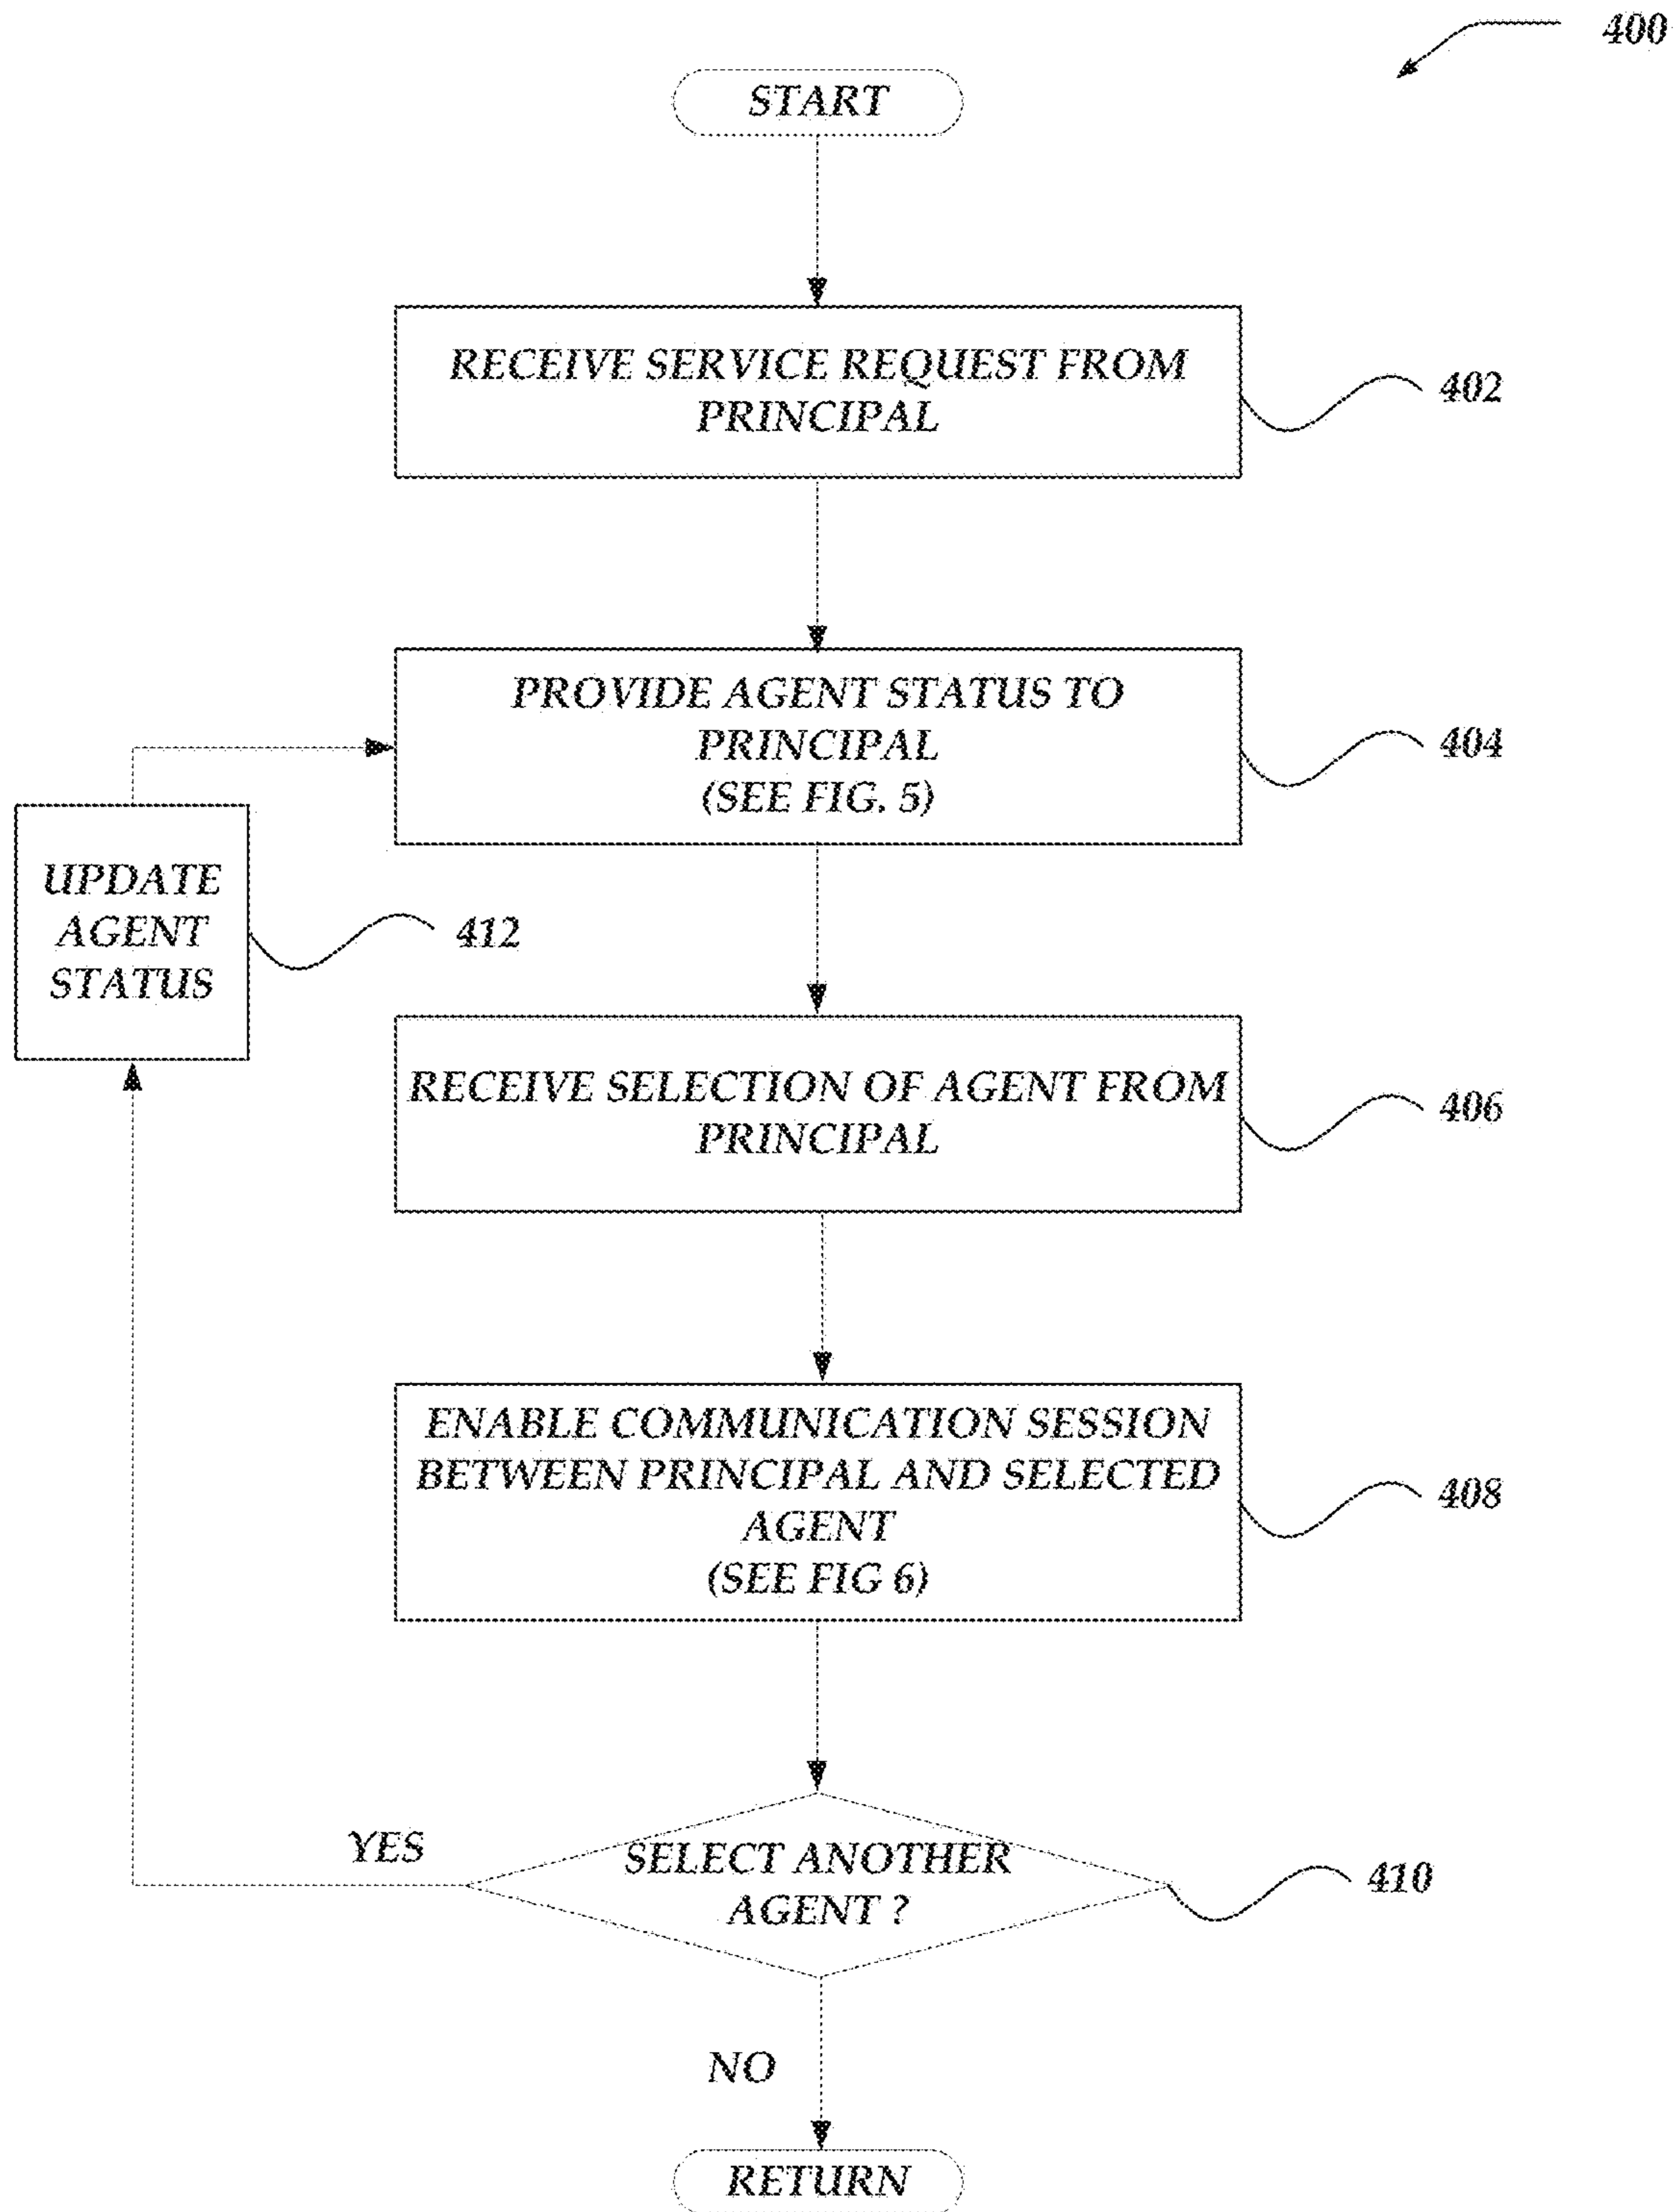 400
START
RECEIVE SERVICE REQUEST FROM
PRINCIPAL
402
PROVIDE AGENT STATUS TO
PRINCIPAL
(SEE FIG. 5)
404
UPDATE
AGENT
STATUS
412
RECEIVE SELECTION OF AGENT FROM
PRINCIPAL
406
ENABLE COMMUNICATION SESSION
BETWEEN PRINCIPAL AND SELECTED
AGENT
(SEE FIG 6)
408
YES
SELECT ANOTHER
AGENT ?
410
NO
RETURN